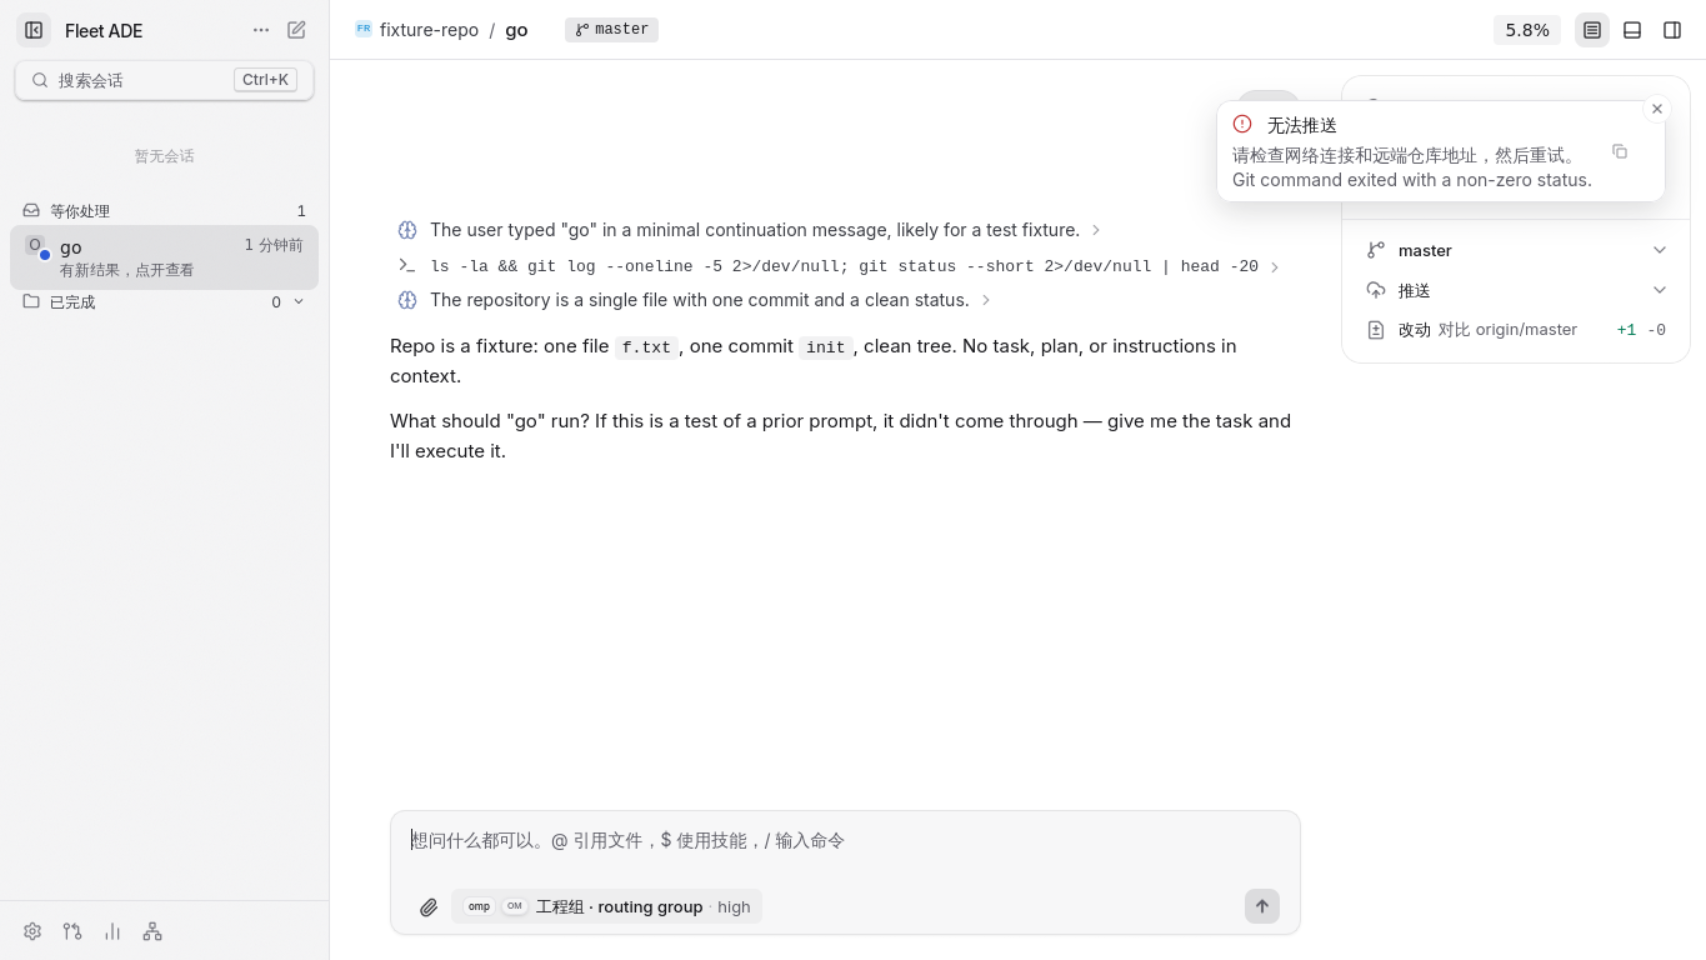 Fleet ADE
搜索会话 Ctrl+K
暂无会话
等你处理 1
O go 1 分钟前
有新结果，点开查看
已完成 0
FR fixture-repo / go master 5.8%
无法推送
请检查网络连接和远端仓库地址，然后重试。
Git command exited with a non-zero status.
The user typed "go" in a minimal continuation message, likely for a test fixture.
ls -la && git log --oneline -5 2>/dev/null; git status --short 2>/dev/null | head -20
The repository is a single file with one commit and a clean status.
Repo is a fixture: one file f.txt, one commit init, clean tree. No task, plan, or instructions in
context.
What should "go" run? If this is a test of a prior prompt, it didn't come through — give me the task and
I'll execute it.
master
推送
改动 对比 origin/master +1 -0
想问什么都可以。@ 引用文件，$ 使用技能，/ 输入命令
omp OM 工程组 · routing group · high